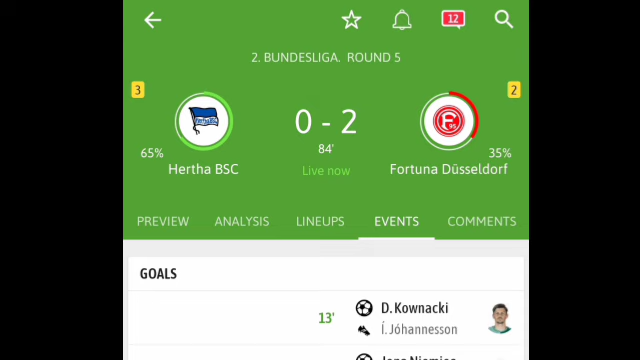 12
2. BUNDESLIGA. ROUND 5
3
2
0 - 2
84'
65%
35%
Hertha BSC
Fortuna Düsseldorf
Live now
PREVIEW ANALYSIS LINEUPS EVENTS COMMENTS
GOALS
13'
D. Kownacki
Í. Jóhannesson